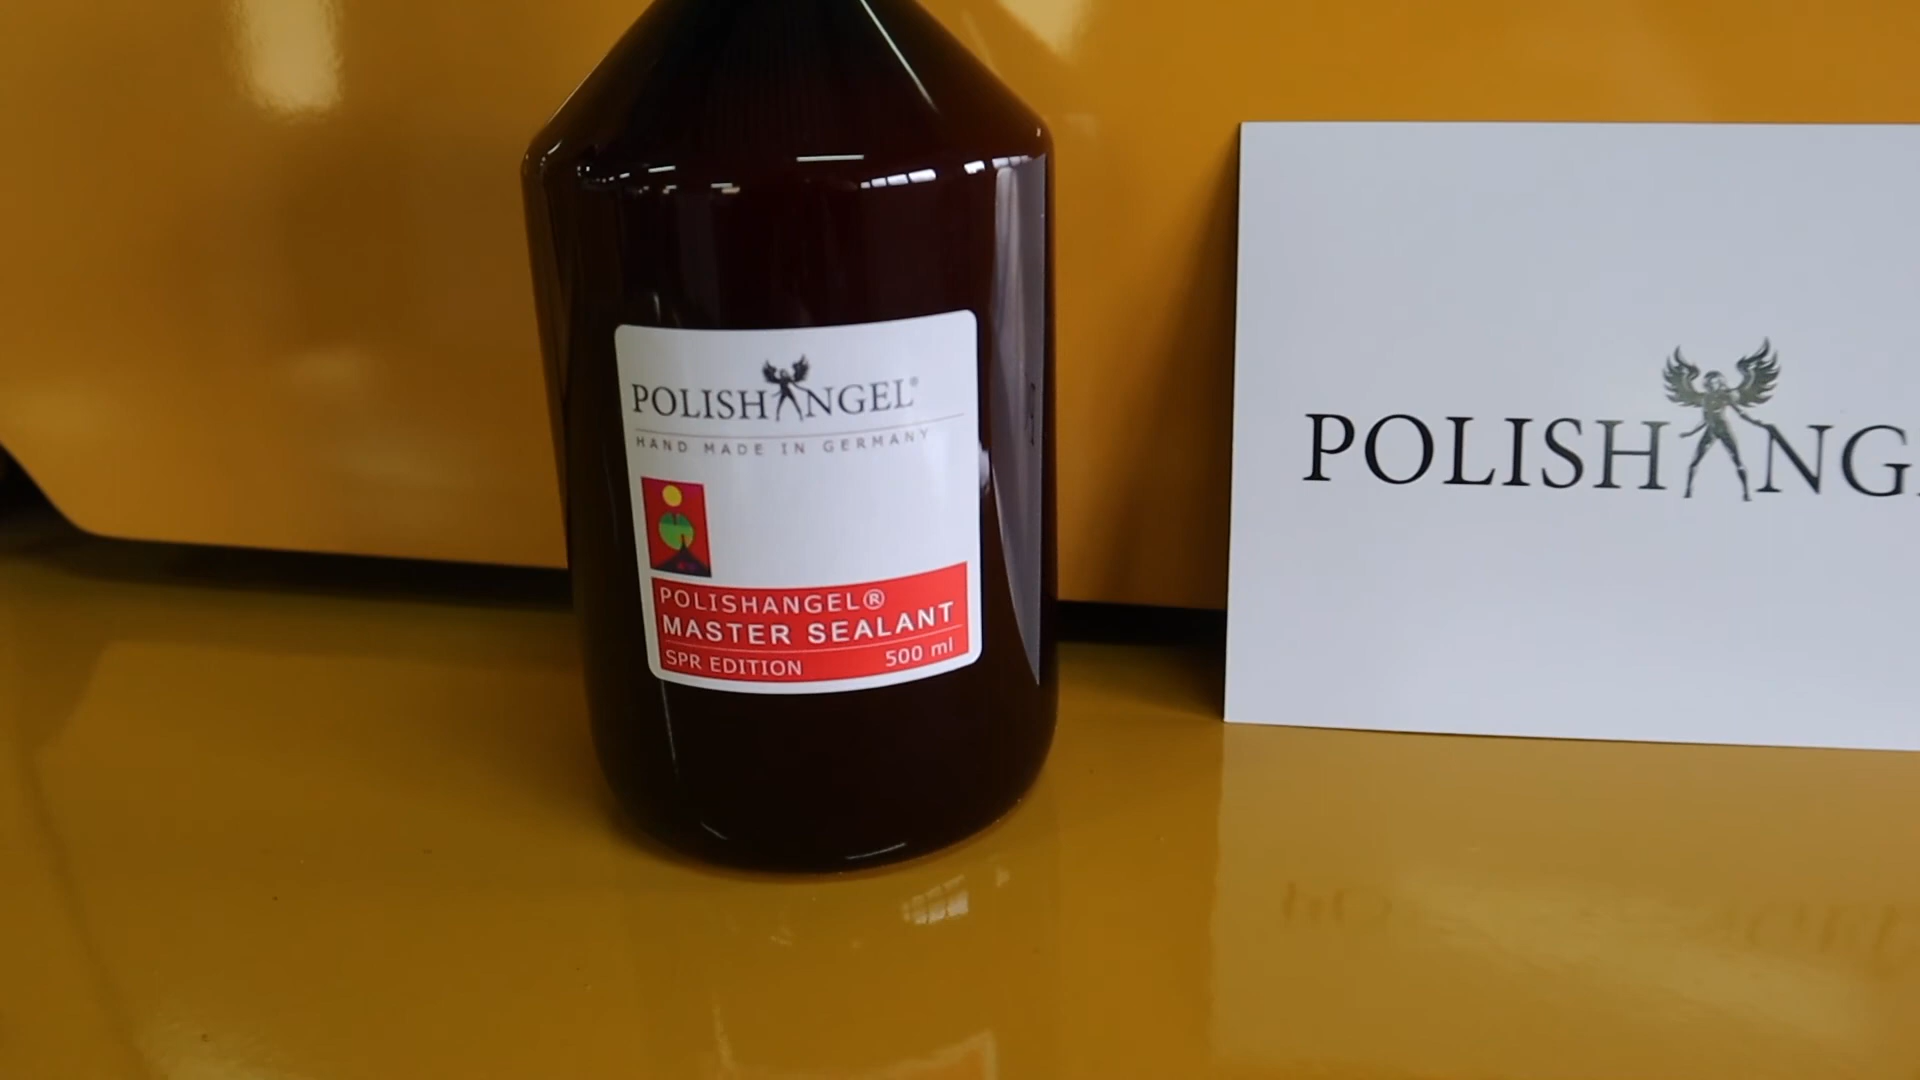 POLISHANGEL®
HAND MADE IN GERMANY
POLISHANGEL®
MASTER SEALANT
SPR EDITION 500 ml
POLISHANG